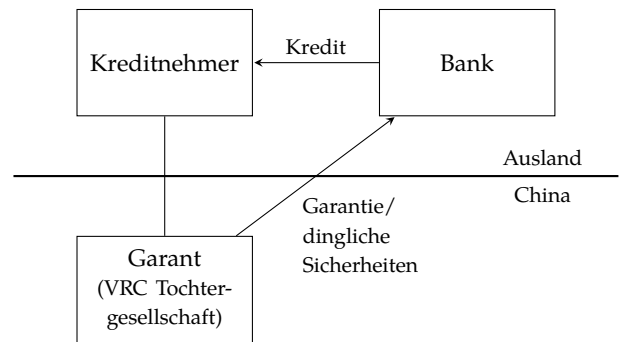 Kreditnehmer
Kredit
Bank
Ausland
China
Garantie/
dingliche
Sicherheiten
Garant
(VRC Tochter-
gesellschaft)